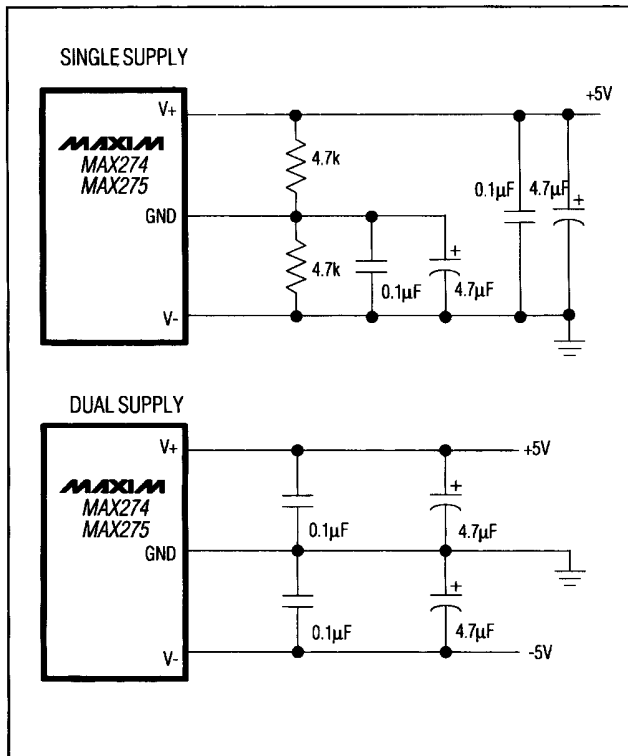 SINGLE SUPPLY
V+
+5V
MAXIM
MAX274
MAX275
4.7k
0.1µF
4.7µF
+
GND
4.7k
0.1µF
+
4.7µF
V-
DUAL SUPPLY
V+
+5V
MAXIM
MAX274
MAX275
+
0.1µF
4.7µF
GND
+
0.1µF
4.7µF
V-
-5V